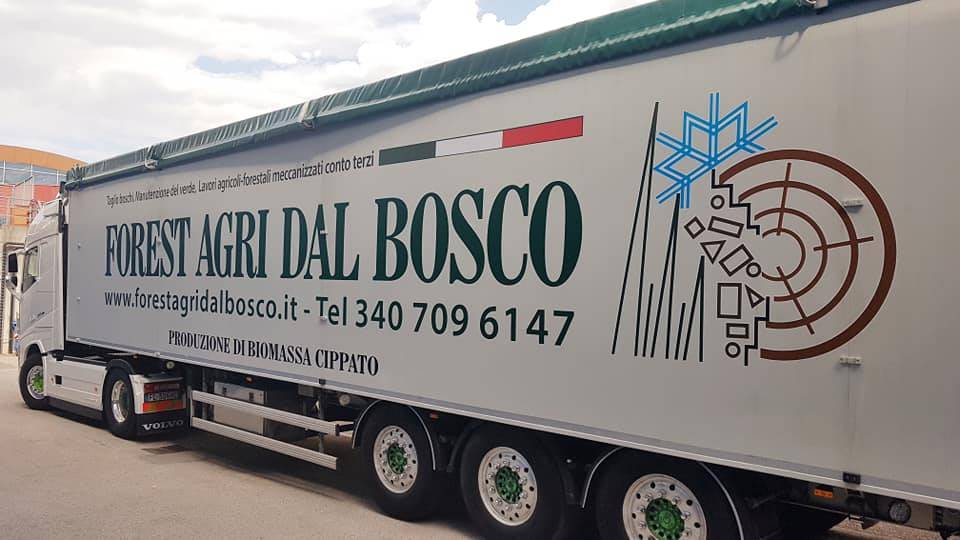 Taglio boschi. Manutenzione del verde. Lavori agricoli-forestali meccanizzati conto terzi
FOREST AGRI DAL BOSCO
www.forestagridalbosco.it - Tel 340 709 6147
PRODUZIONE DI BIOMASSA CIPPATO
VOLVO